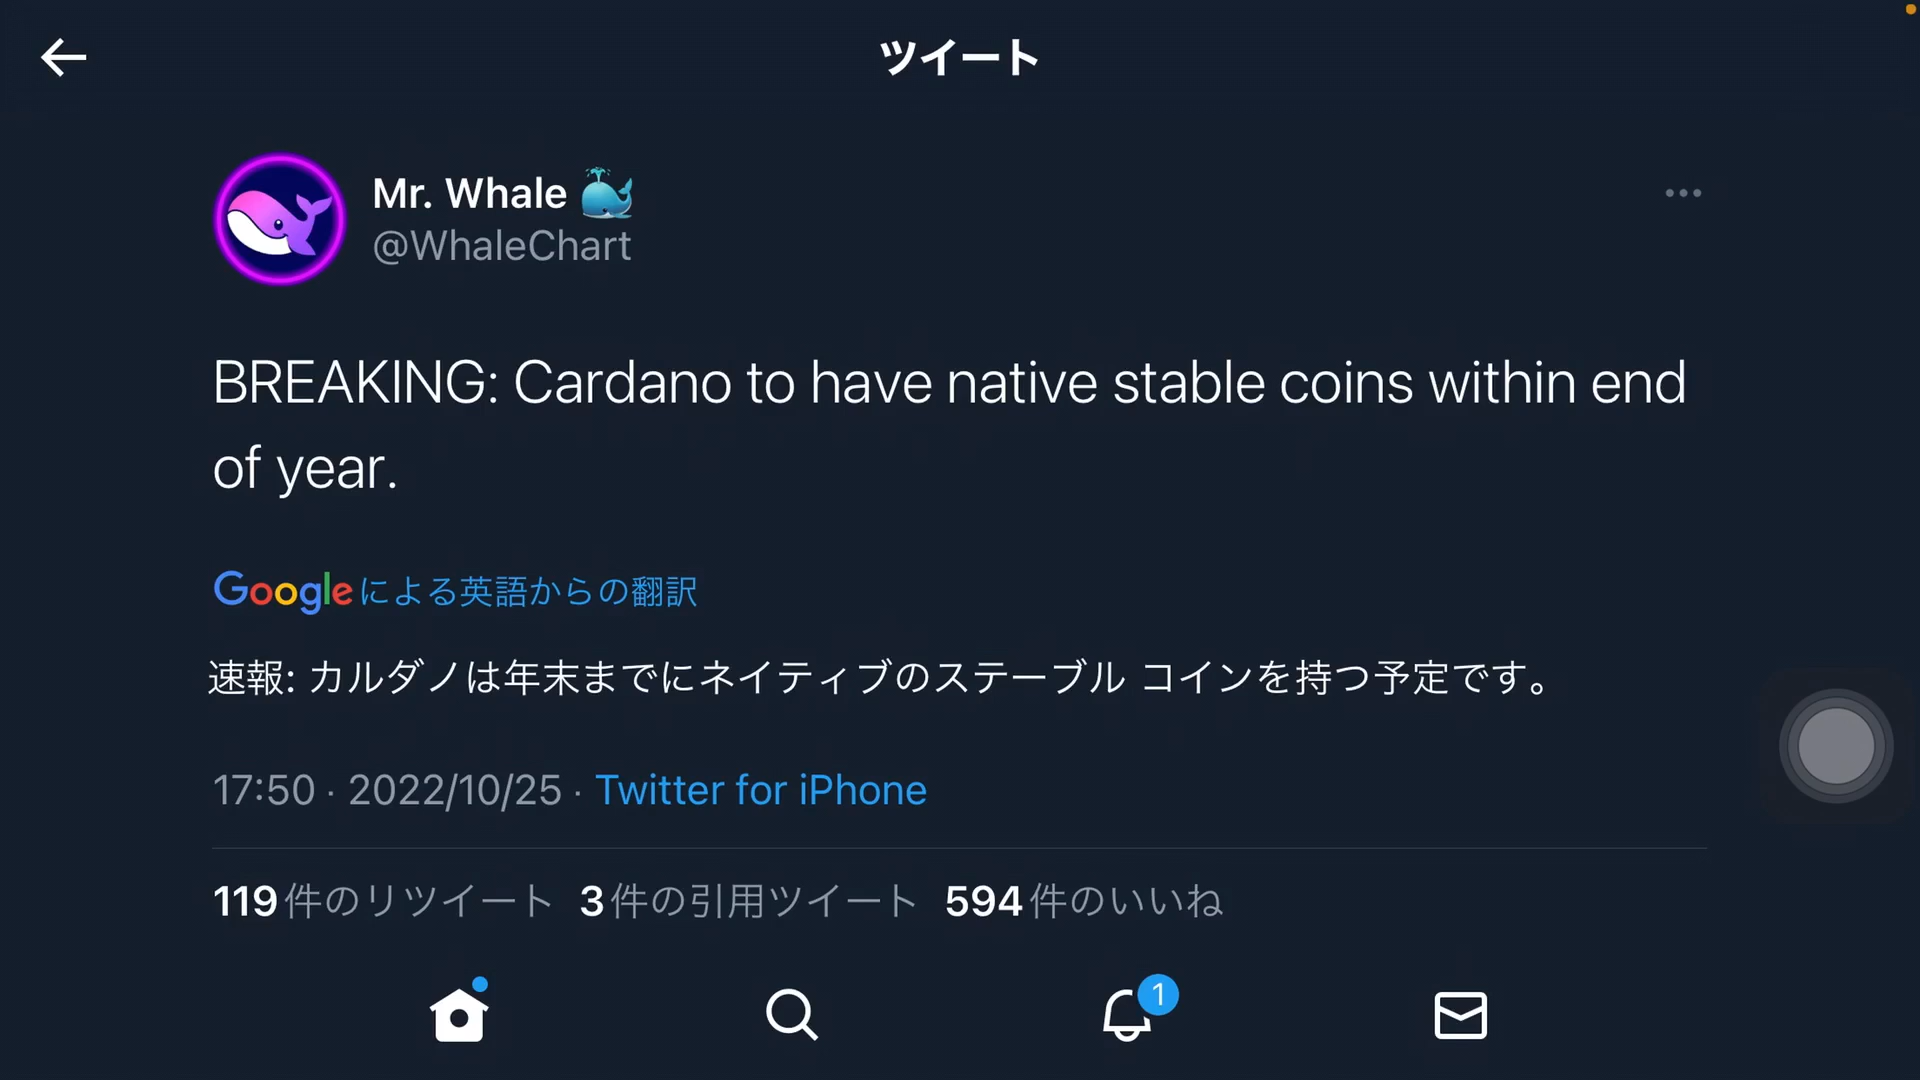 ツイート
Mr. Whale 🐳
@WhaleChart
BREAKING: Cardano to have native stable coins within end
of year.
Googleによる英語からの翻訳
速報: カルダノは年末までにネイティブのステーブル コインを持つ予定です。
17:50 · 2022/10/25 · Twitter for iPhone
119件のリツイート 3件の引用ツイート 594件のいいね
1